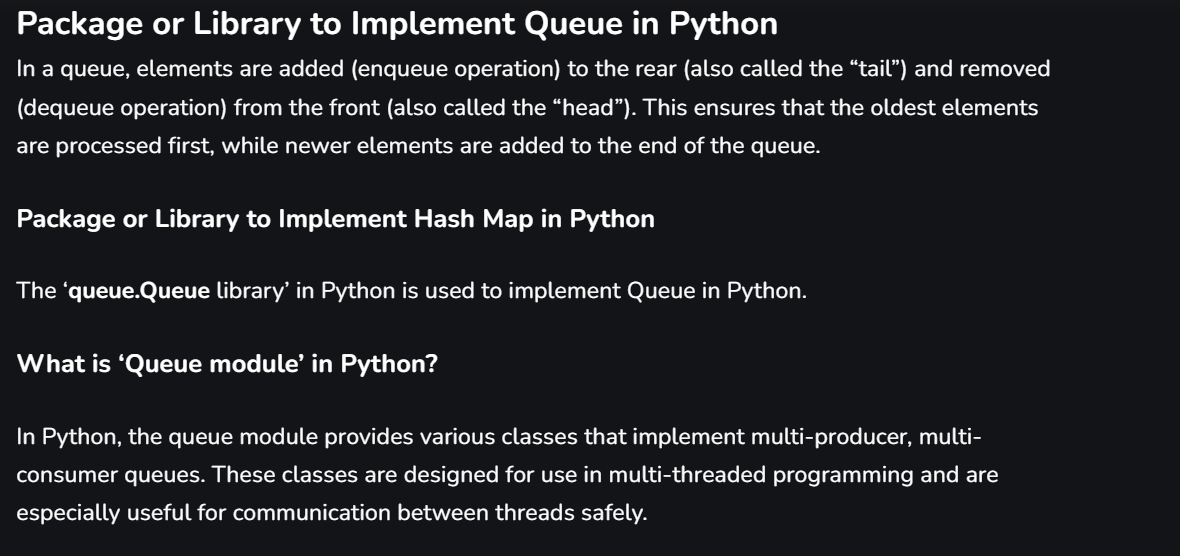 Package or Library to Implement Queue in Python
In a queue, elements are added (enqueue operation) to the rear (also called the “tail”) and removed
(dequeue operation) from the front (also called the “head”). This ensures that the oldest elements
are processed first, while newer elements are added to the end of the queue.
Package or Library to Implement Hash Map in Python
The ‘queue.Queue library’ in Python is used to implement Queue in Python.
What is ‘Queue module’ in Python?
In Python, the queue module provides various classes that implement multi-producer, multi-
consumer queues. These classes are designed for use in multi-threaded programming and are
especially useful for communication between threads safely.